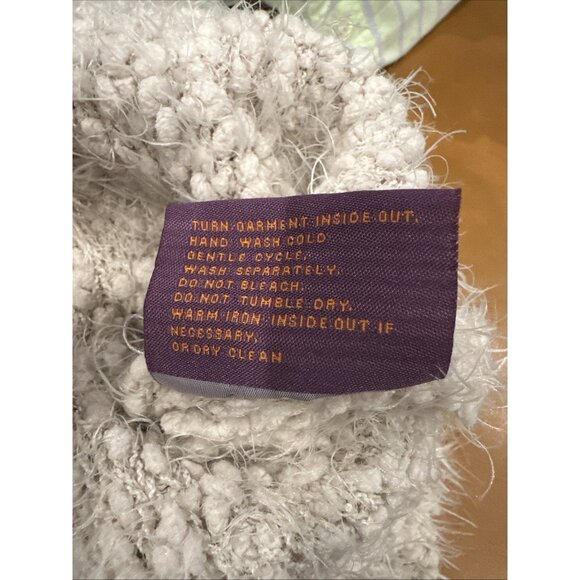 TURN GARMENT INSIDE OUT.
HAND WASH COLD
GENTLE CYCLE.
WASH SEPARATELY.
DO NOT BLEACH.
DO NOT TUMBLE DRY.
WARM IRON INSIDE OUT IF
NECESSARY.
OR DRY CLEAN